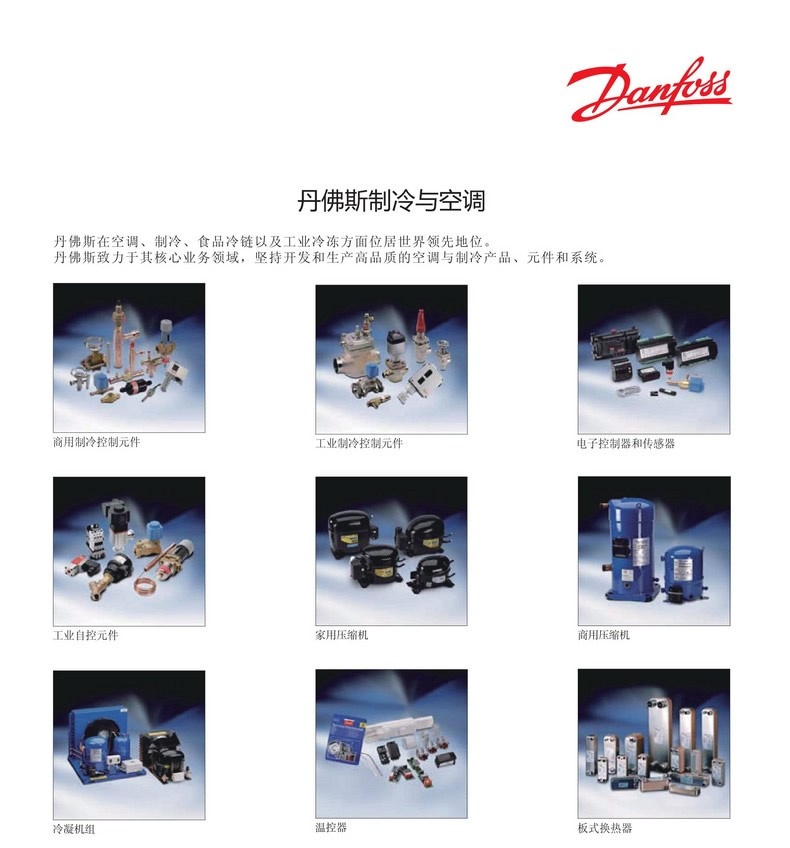 Danfoss
丹佛斯制冷与空调
丹佛斯在空调、制冷、食品冷链以及工业冷冻方面位居世界领先地位。
丹佛斯致力于其核心业务领域，坚持开发和生产高品质的空调与制冷产品、元件和系统。
商用制冷控制元件
工业制冷控制元件
电子控制器和传感器
工业自控元件
家用压缩机
商用压缩机
冷凝机组
温控器
板式换热器